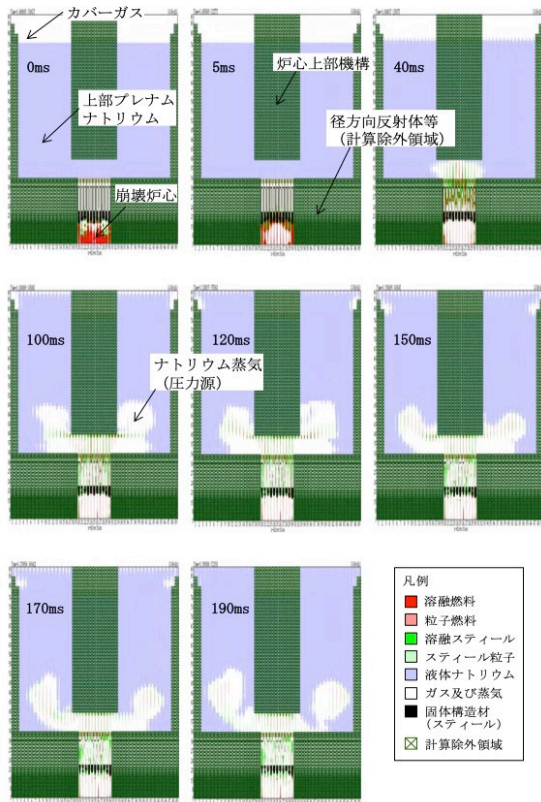 カバーガス
0ms
5ms
40ms
炉心上部機構
上部プレナム
ナトリウム
径方向反射体等
(計算除外領域)
崩壊炉心
100ms
120ms
150ms
ナトリウム蒸気
(圧力源)
170ms
190ms
凡例
溶融燃料
粒子燃料
溶融スティール
スティール粒子
液体ナトリウム
ガス及び蒸気
固体構造材
(スティール)
計算除外領域